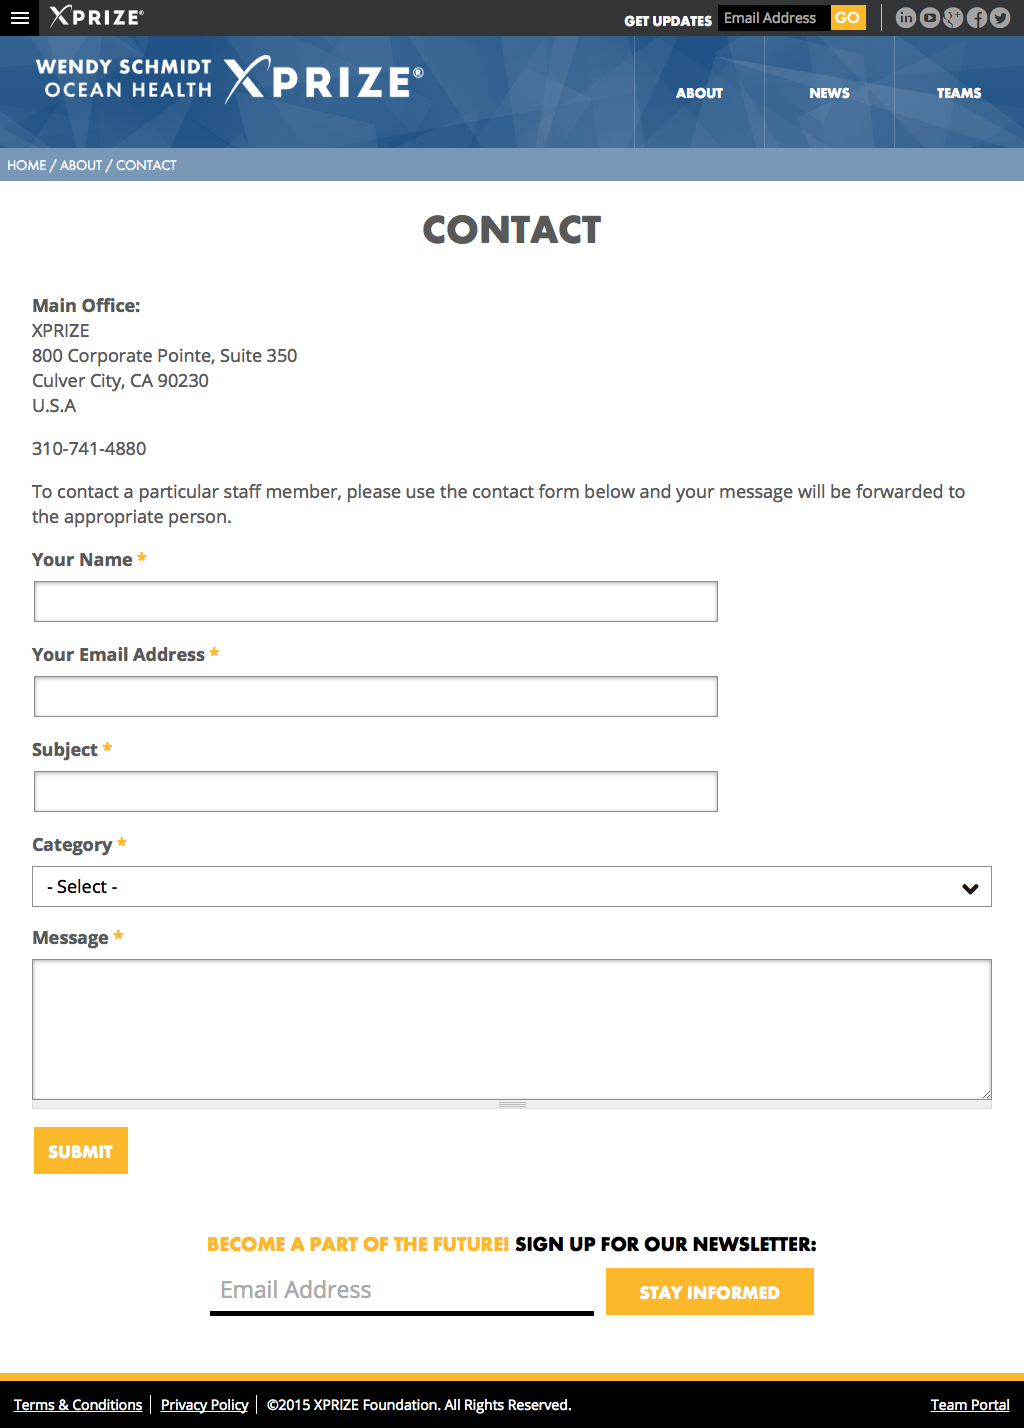 XPRIZE®
GET UPDATES Email Address GO
WENDY SCHMIDT
OCEAN HEALTH XPRIZE®
ABOUT NEWS TEAMS
HOME / ABOUT / CONTACT
CONTACT
Main Office:
XPRIZE
800 Corporate Pointe, Suite 350
Culver City, CA 90230
U.S.A
310-741-4880
To contact a particular staff member, please use the contact form below and your message will be forwarded to
the appropriate person.
Your Name *
Your Email Address *
Subject *
Category *
- Select -
Message *
SUBMIT
BECOME A PART OF THE FUTURE! SIGN UP FOR OUR NEWSLETTER:
Email Address STAY INFORMED
Terms & Conditions Privacy Policy ©2015 XPRIZE Foundation. All Rights Reserved. Team Portal